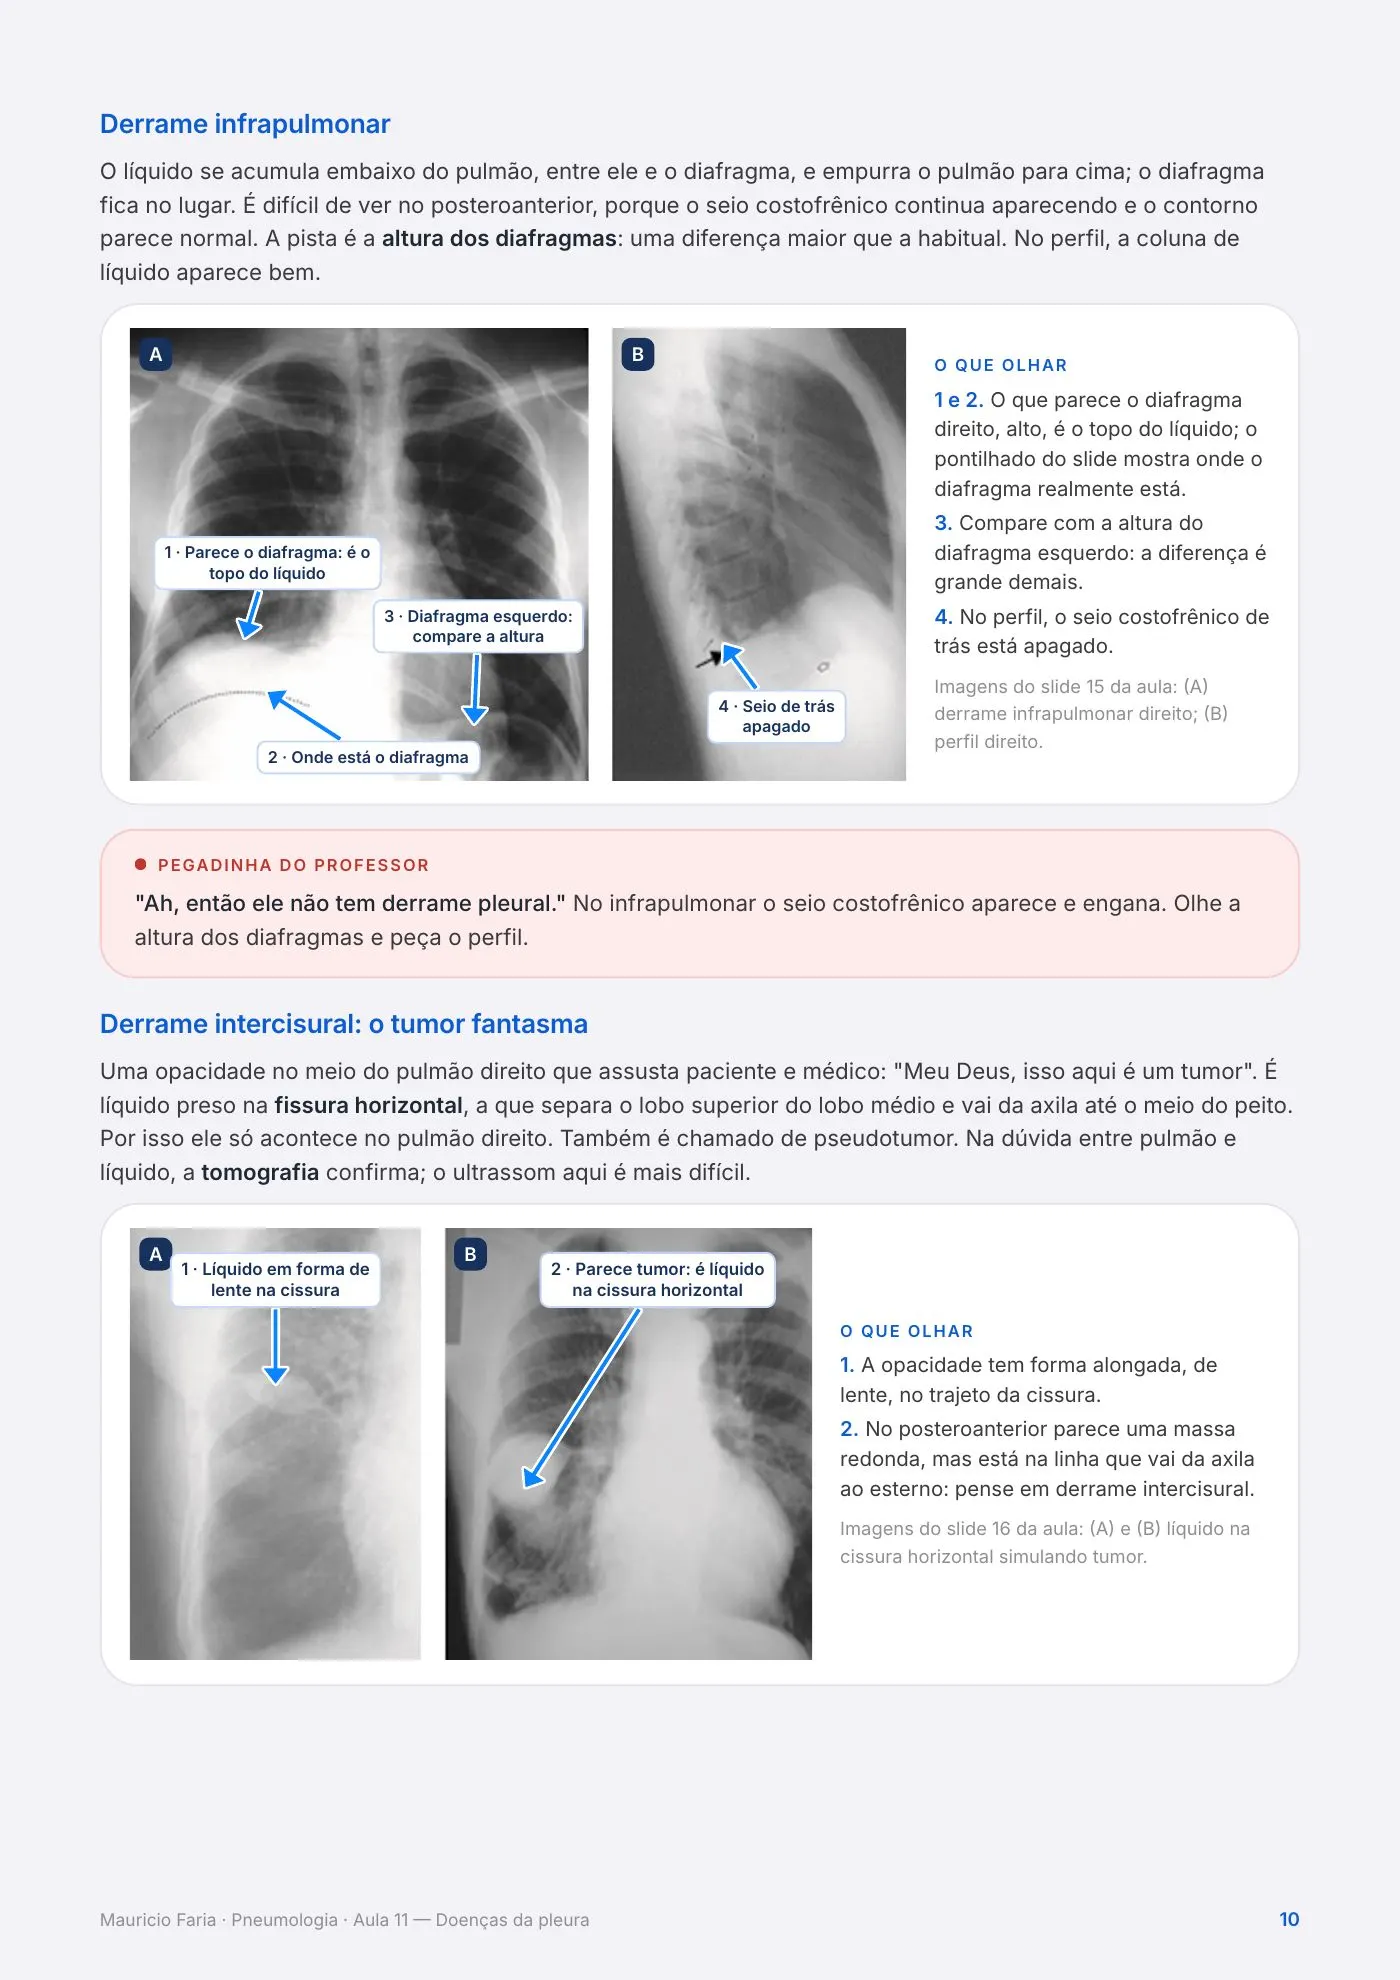 Derrame infrapulmonar
O líquido se acumula embaixo do pulmão, entre ele e o diafragma, e empurra o pulmão para cima; o diafragma
fica no lugar. É difícil de ver no posteroanterior, porque o seio costofrênico continua aparecendo e o contorno
parece normal. A pista é a altura dos diafragmas: uma diferença maior que a habitual. No perfil, a coluna de
líquido aparece bem.
A
1 · Parece o diafragma: é o
topo do líquido
3 · Diafragma esquerdo:
compare a altura
2 · Onde está o diafragma
B
4 · Seio de trás
apagado
O QUE OLHAR
1 e 2. O que parece o diafragma
direito, alto, é o topo do líquido; o
pontilhado do slide mostra onde o
diafragma realmente está.
3. Compare com a altura do
diafragma esquerdo: a diferença é
grande demais.
4. No perfil, o seio costofrênico de
trás está apagado.
Imagens do slide 15 da aula: (A)
derrame infrapulmonar direito; (B)
perfil direito.
PEGADINHA DO PROFESSOR
"Ah, então ele não tem derrame pleural." No infrapulmonar o seio costofrênico aparece e engana. Olhe a
altura dos diafragmas e peça o perfil.
Derrame intercisural: o tumor fantasma
Uma opacidade no meio do pulmão direito que assusta paciente e médico: "Meu Deus, isso aqui é um tumor". É
líquido preso na fissura horizontal, a que separa o lobo superior do lobo médio e vai da axila até o meio do peito.
Por isso ele só acontece no pulmão direito. Também é chamado de pseudotumor. Na dúvida entre pulmão e
líquido, a tomografia confirma; o ultrassom aqui é mais difícil.
A
1 · Líquido em forma de
lente na cissura
B
2 · Parece tumor: é líquido
na cissura horizontal
O QUE OLHAR
1. A opacidade tem forma alongada, de
lente, no trajeto da cissura.
2. No posteroanterior parece uma massa
redonda, mas está na linha que vai da axila
ao esterno: pense em derrame intercisural.
Imagens do slide 16 da aula: (A) e (B) líquido na
cissura horizontal simulando tumor.
Mauricio Faria · Pneumologia · Aula 11 — Doenças da pleura
10